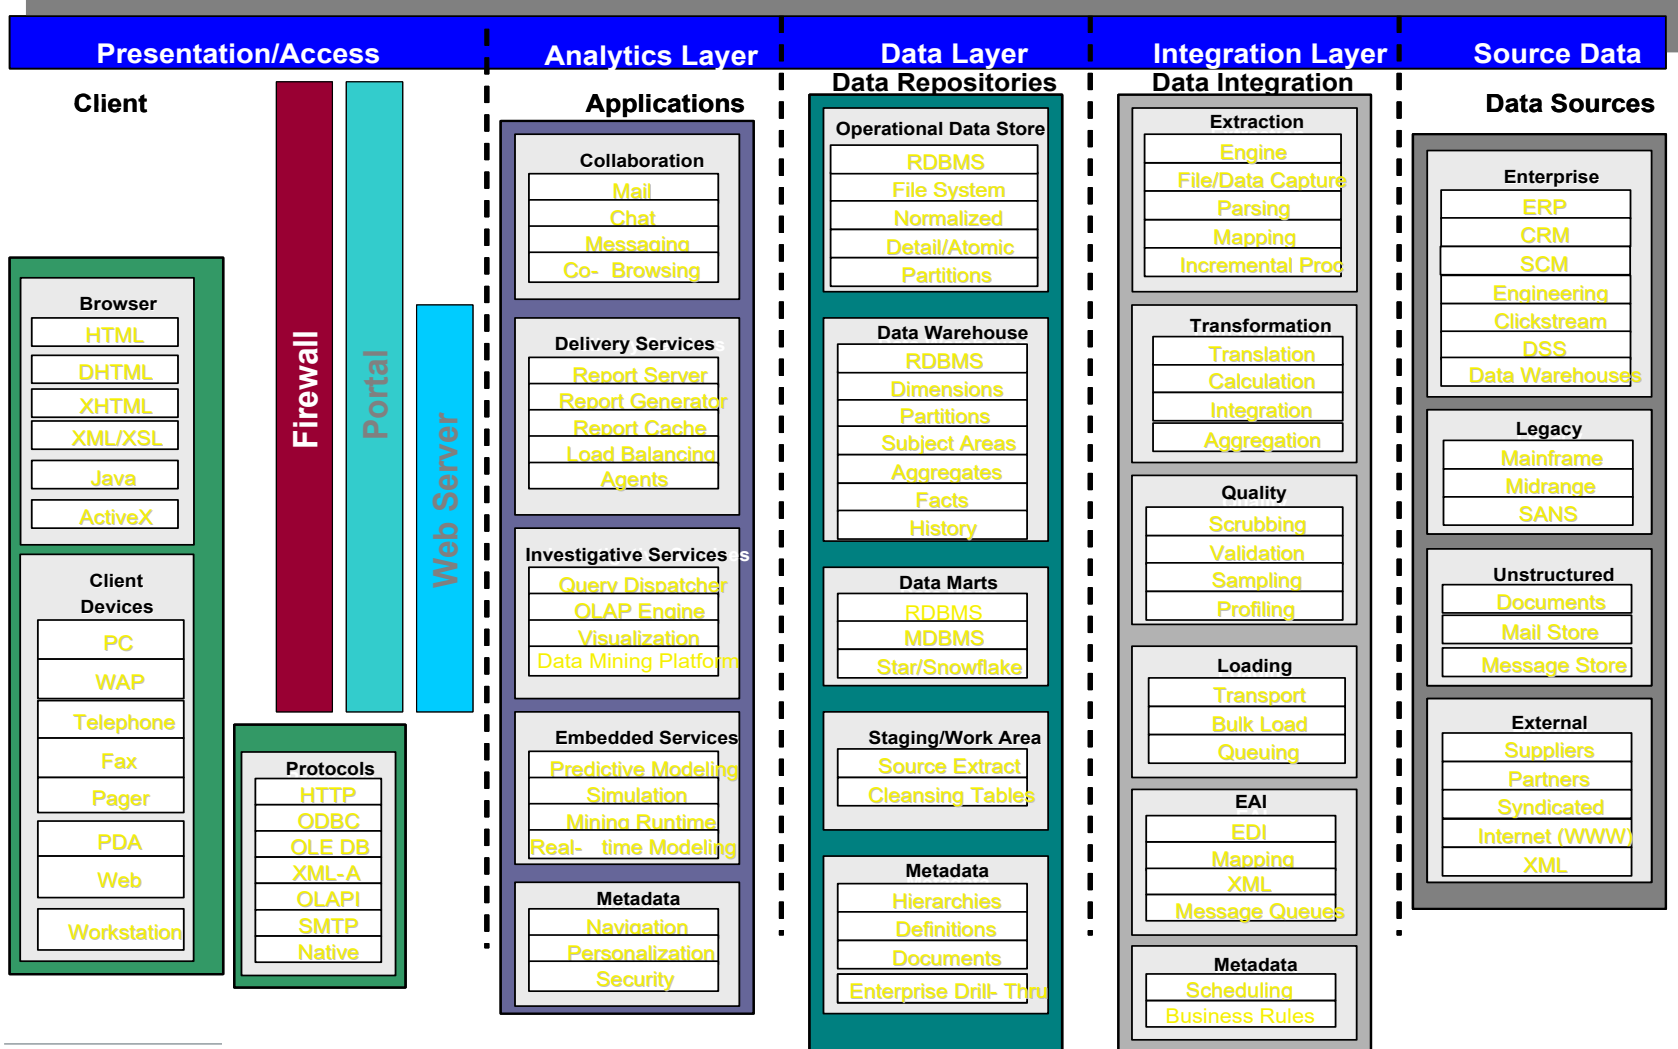 Presentation/Access
Analytics Layer
Data Layer
Integration Layer
Source Data
Client
Browser
HTML
DHTML
XHTML
XML/XSL
Java
ActiveX
Client
Devices
PC
WAP
Telephone
Fax
Pager
PDA
Web
Workstation
Firewall
Portal
Web Server
Protocols
HTTP
ODBC
OLE DB
XML-A
OLAPI
SMTP
Native
Applications
Collaboration
Mail
Chat
Messaging
Co- Browsing
Delivery Services
Report Server
Report Generator
Report Cache
Load Balancing
Agents
Investigative Services
Query Dispatcher
OLAP Engine
Visualization
Data Mining Platform
Embedded Services
Predictive Modeling
Simulation
Mining Runtime
Real- time Modeling
Metadata
Navigation
Personalization
Security
Data Repositories
Operational Data Store
RDBMS
File System
Normalized
Detail/Atomic
Partitions
Data Warehouse
RDBMS
Dimensions
Partitions
Subject Areas
Aggregates
Facts
History
Data Marts
RDBMS
MDBMS
Star/Snowflake
Staging/Work Area
Source Extract
Cleansing Tables
Metadata
Hierarchies
Definitions
Documents
Enterprise Drill- Thru
Data Integration
Extraction
Engine
File/Data Capture
Parsing
Mapping
Incremental Proc
Transformation
Translation
Calculation
Integration
Aggregation
Quality
Scrubbing
Validation
Sampling
Profiling
Loading
Transport
Bulk Load
Queuing
EAI
EDI
Mapping
XML
Message Queues
Metadata
Scheduling
Business Rules
Data Sources
Enterprise
ERP
CRM
SCM
Engineering
Clickstream
DSS
Data Warehouses
Legacy
Mainframe
Midrange
SANS
Unstructured
Documents
Mail Store
Message Store
External
Suppliers
Partners
Syndicated
Internet (WWW)
XML